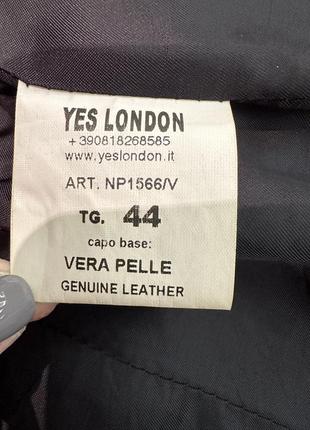 YES LONDON
+390818268585
www.yeslondon.it
ART. NP1566/V
TG. 44
capo base:
VERA PELLE
GENUINE LEATHER